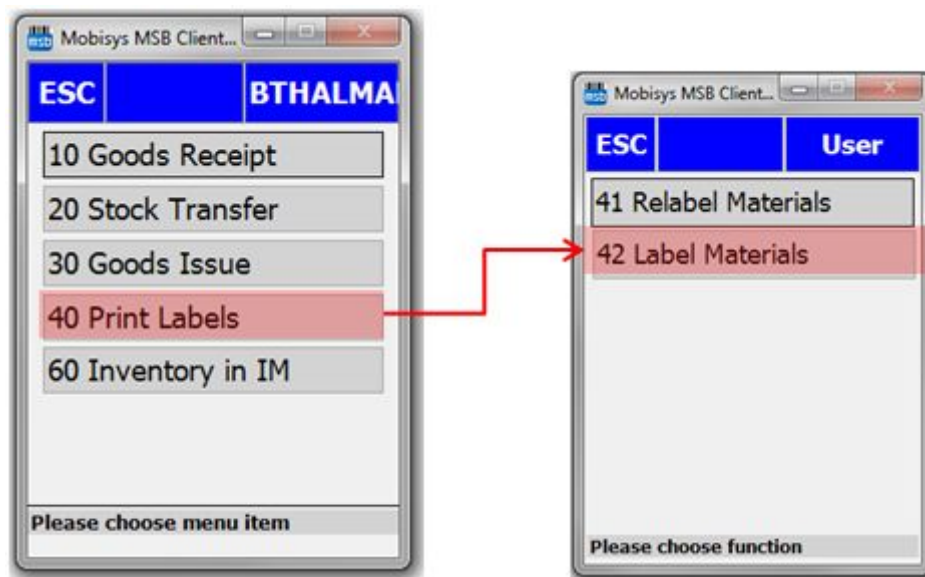 Mobisys MSB Client...
ESC BTHALMA
10 Goods Receipt
20 Stock Transfer
30 Goods Issue
40 Print Labels
60 Inventory in IM
Please choose menu item
Mobisys MSB Client...
ESC User
41 Relabel Materials
42 Label Materials
Please choose function